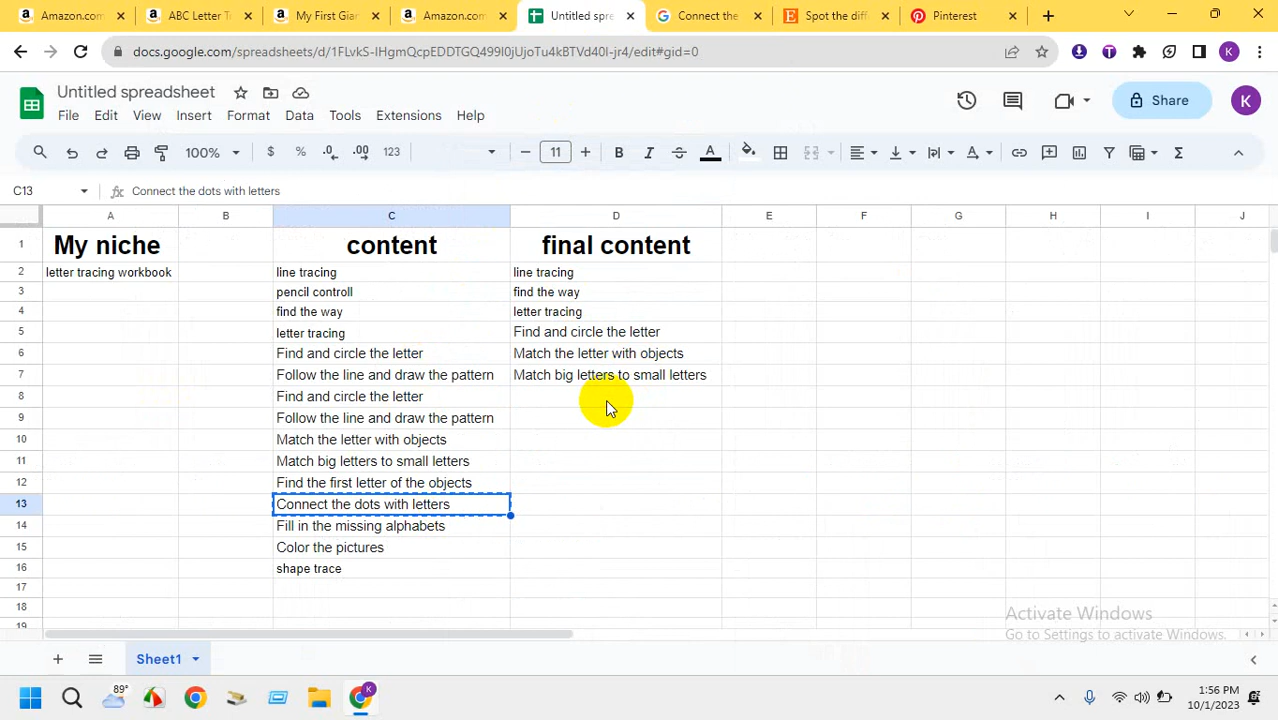 Amazon.com
ABC Letter T
My First Gian
Amazon.com
Untitled spre
Connect the
Spot the diff
Pinterest
docs.google.com/spreadsheets/d/1FLvkS-IHgmQcpEDDTGQ499I0jUjoTu4kBTVd40I-jr4/edit#gid=0
K
Untitled spreadsheet
File Edit View Insert Format Data Tools Extensions Help
Share
K
100% $ % .0 .00 123 11 B I A
C13 fx Connect the dots with letters
A B C D E F G H I J
1 My niche content final content
2 letter tracing workbook line tracing line tracing
3 pencil controll find the way
4 find the way letter tracing
5 letter tracing Find and circle the letter
6 Find and circle the letter Match the letter with objects
7 Follow the line and draw the pattern Match big letters to small letters
8 Find and circle the letter
9 Follow the line and draw the pattern
10 Match the letter with objects
11 Match big letters to small letters
12 Find the first letter of the objects
13 Connect the dots with letters
14 Fill in the missing alphabets
15 Color the pictures
16 shape trace
17
18
19
Activate Windows
Go to Settings to activate Windows.
Sheet1
89°
K
1:56 PM
10/1/2023